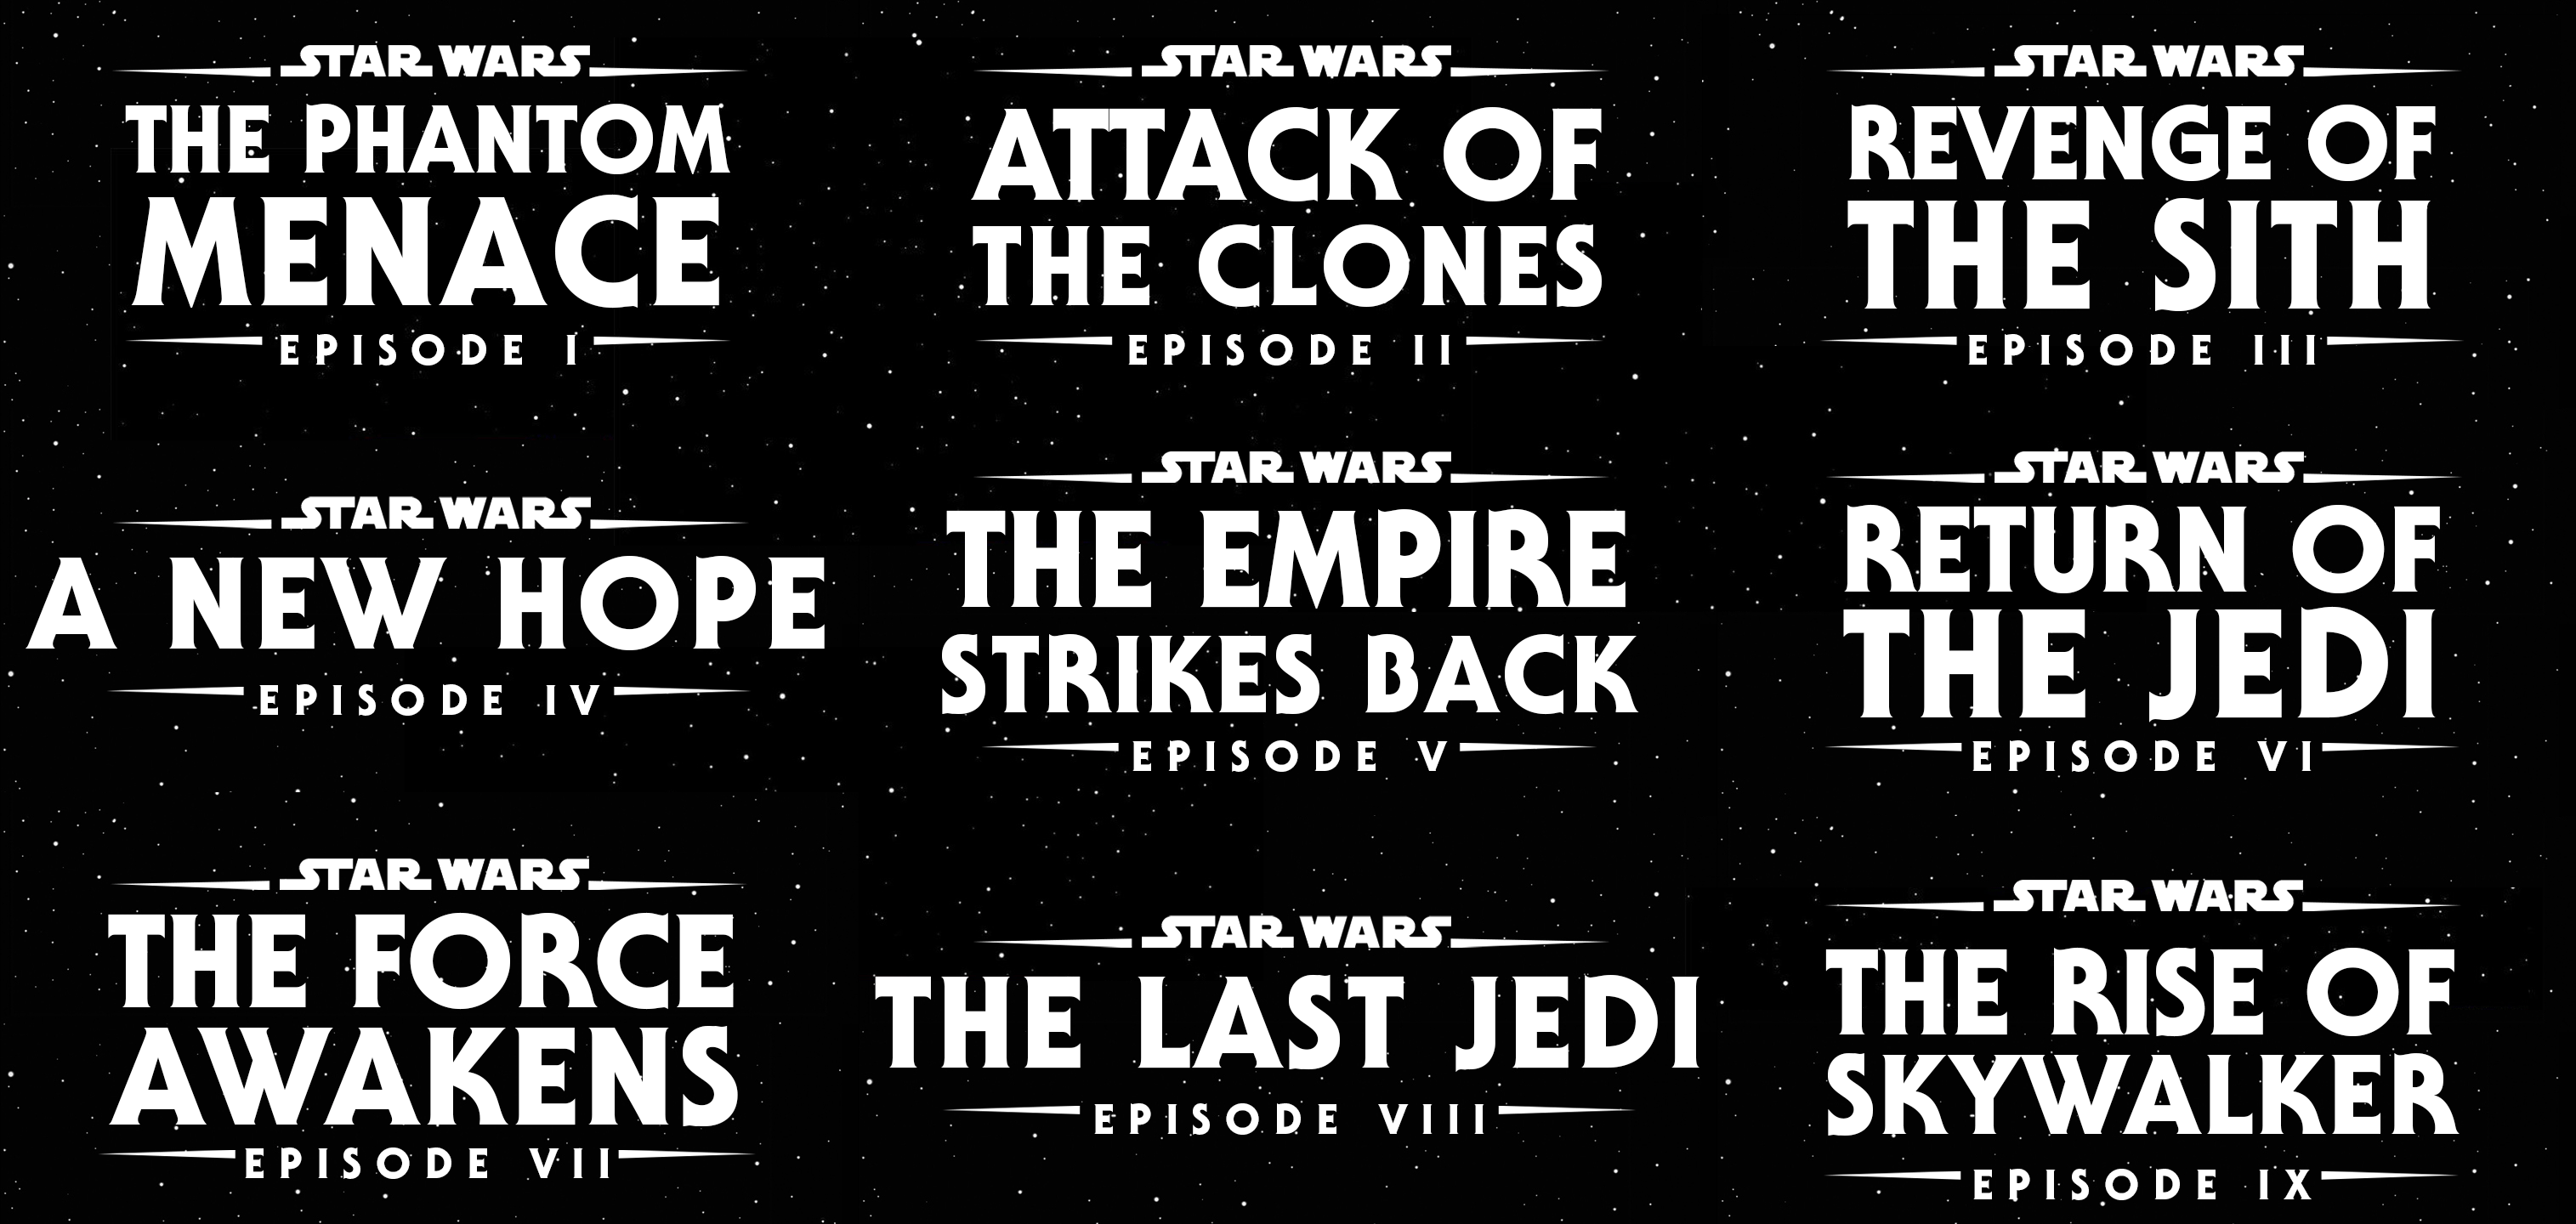 STAR WARS
THE PHANTOM
MENACE
EPISODE I
STAR WARS
ATTACK OF
THE CLONES
EPISODE II
STAR WARS
REVENGE OF
THE SITH
EPISODE III
STAR WARS
A NEW HOPE
EPISODE IV
STAR WARS
THE EMPIRE
STRIKES BACK
EPISODE V
STAR WARS
RETURN OF
THE JEDI
EPISODE VI
STAR WARS
THE FORCE
AWAKENS
EPISODE VII
STAR WARS
THE LAST JEDI
EPISODE VIII
STAR WARS
THE RISE OF
SKYWALKER
EPISODE IX